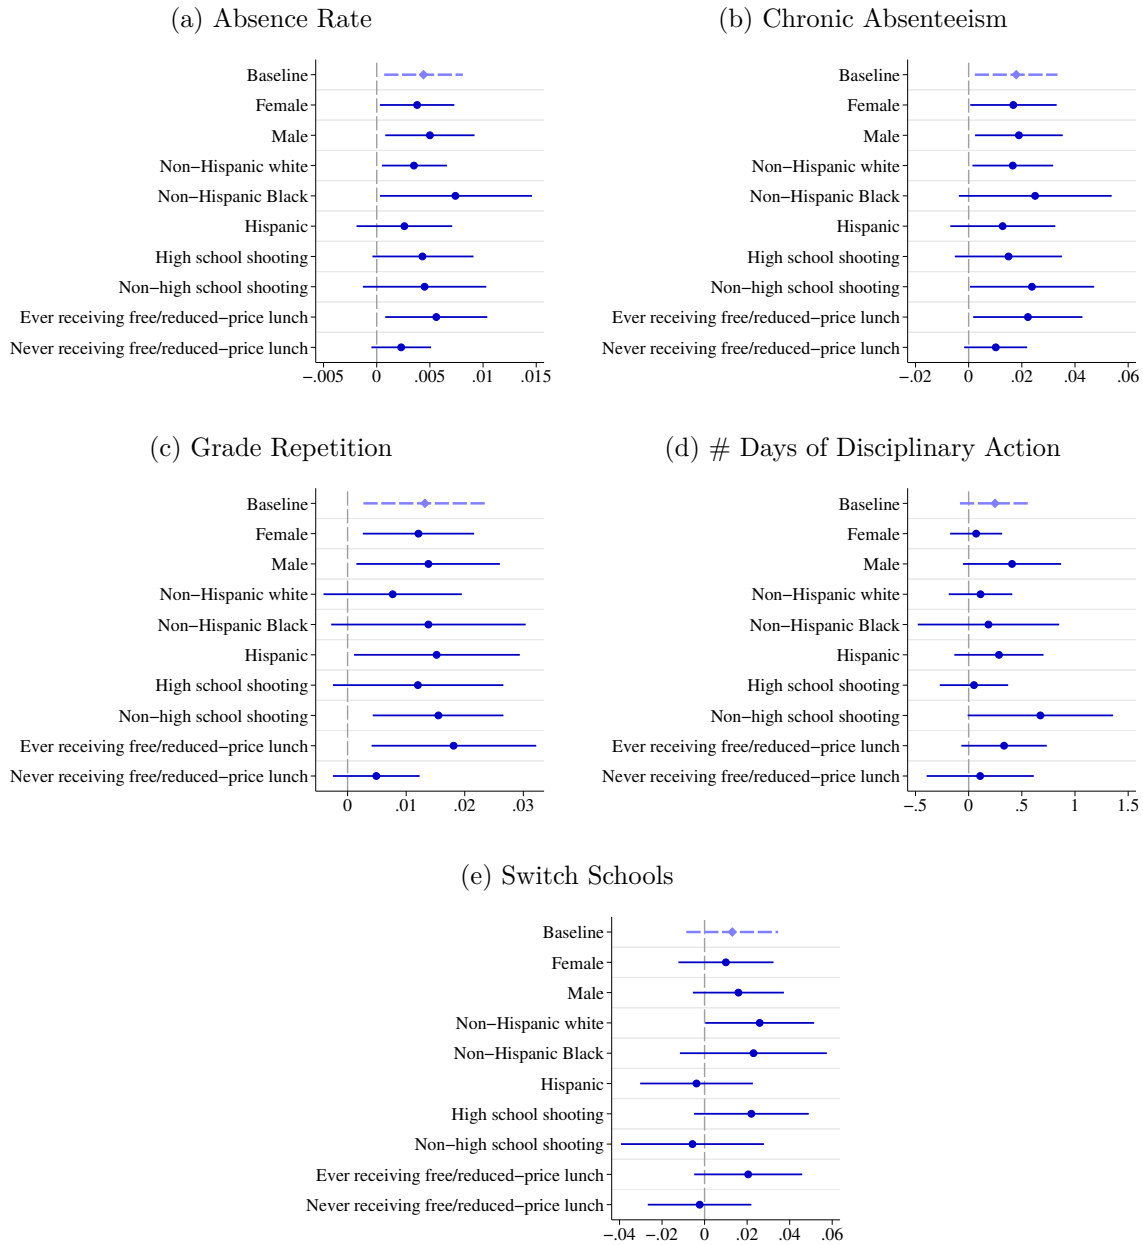 (a) Absence Rate
Baseline
Female
Male
Non−Hispanic white
Non−Hispanic Black
Hispanic
High school shooting
Non−high school shooting
Ever receiving free/reduced−price lunch
Never receiving free/reduced−price lunch
−.005 0 .005 .01 .015
(b) Chronic Absenteeism
Baseline
Female
Male
Non−Hispanic white
Non−Hispanic Black
Hispanic
High school shooting
Non−high school shooting
Ever receiving free/reduced−price lunch
Never receiving free/reduced−price lunch
−.02 0 .02 .04 .06
(c) Grade Repetition
Baseline
Female
Male
Non−Hispanic white
Non−Hispanic Black
Hispanic
High school shooting
Non−high school shooting
Ever receiving free/reduced−price lunch
Never receiving free/reduced−price lunch
0 .01 .02 .03
(d) # Days of Disciplinary Action
Baseline
Female
Male
Non−Hispanic white
Non−Hispanic Black
Hispanic
High school shooting
Non−high school shooting
Ever receiving free/reduced−price lunch
Never receiving free/reduced−price lunch
−.5 0 .5 1 1.5
(e) Switch Schools
Baseline
Female
Male
Non−Hispanic white
Non−Hispanic Black
Hispanic
High school shooting
Non−high school shooting
Ever receiving free/reduced−price lunch
Never receiving free/reduced−price lunch
−.04 −.02 0 .02 .04 .06